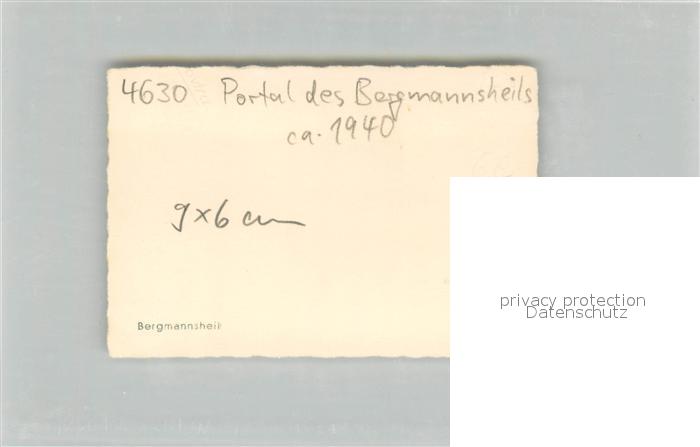 4630 Portal des Bergmannsheils
ca. 1940
9x6 cm
privacy protection
Datenschutz
Bergmannsheil